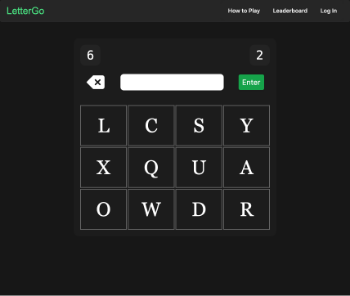 LetterGo How to Play Leaderboard Log In
6 2
Enter
L C S Y
X Q U A
O W D R